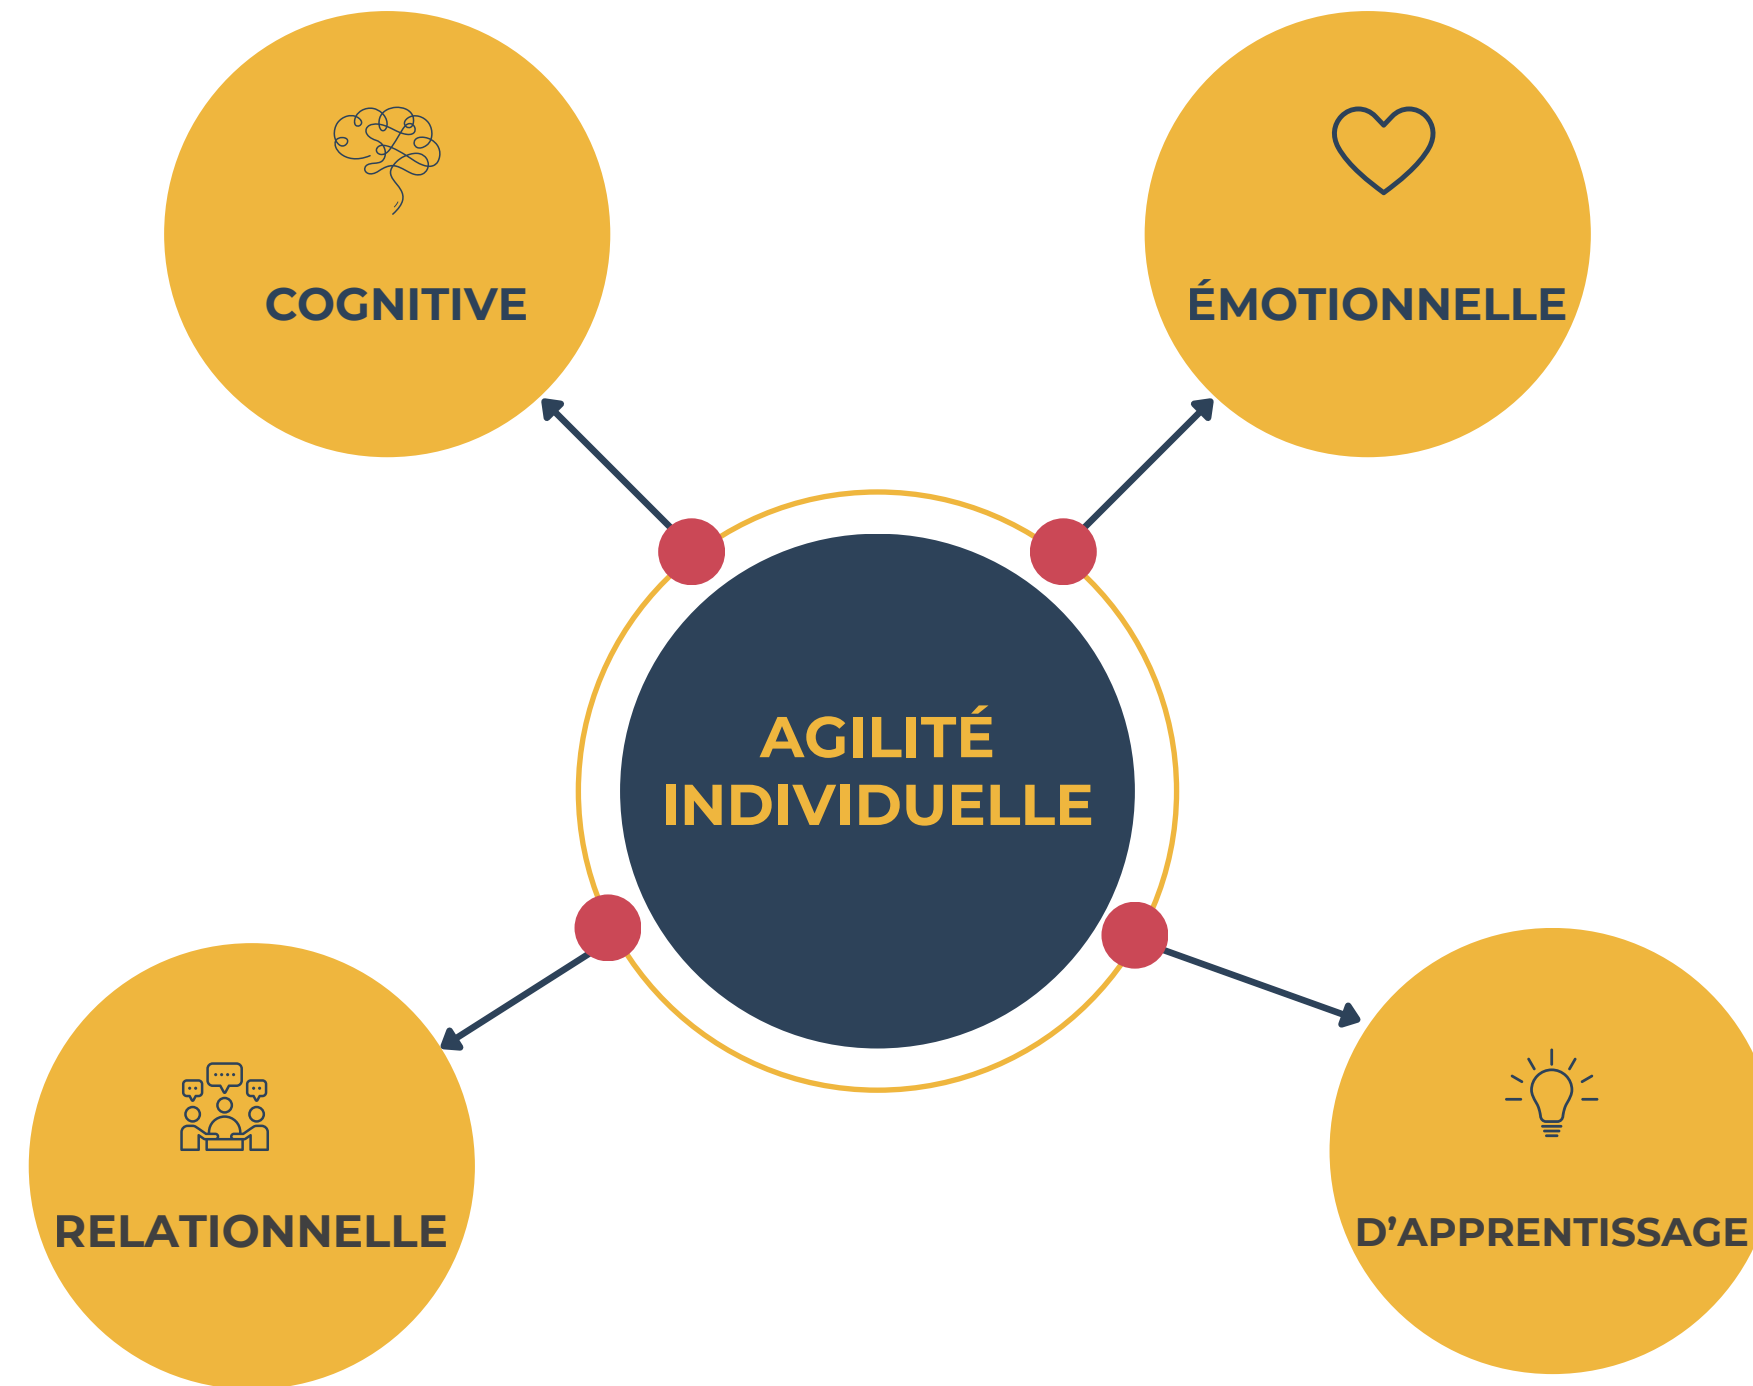 COGNITIVE
ÉMOTIONNELLE
AGILITÉ
INDIVIDUELLE
RELATIONNELLE
D’APPRENTISSAGE